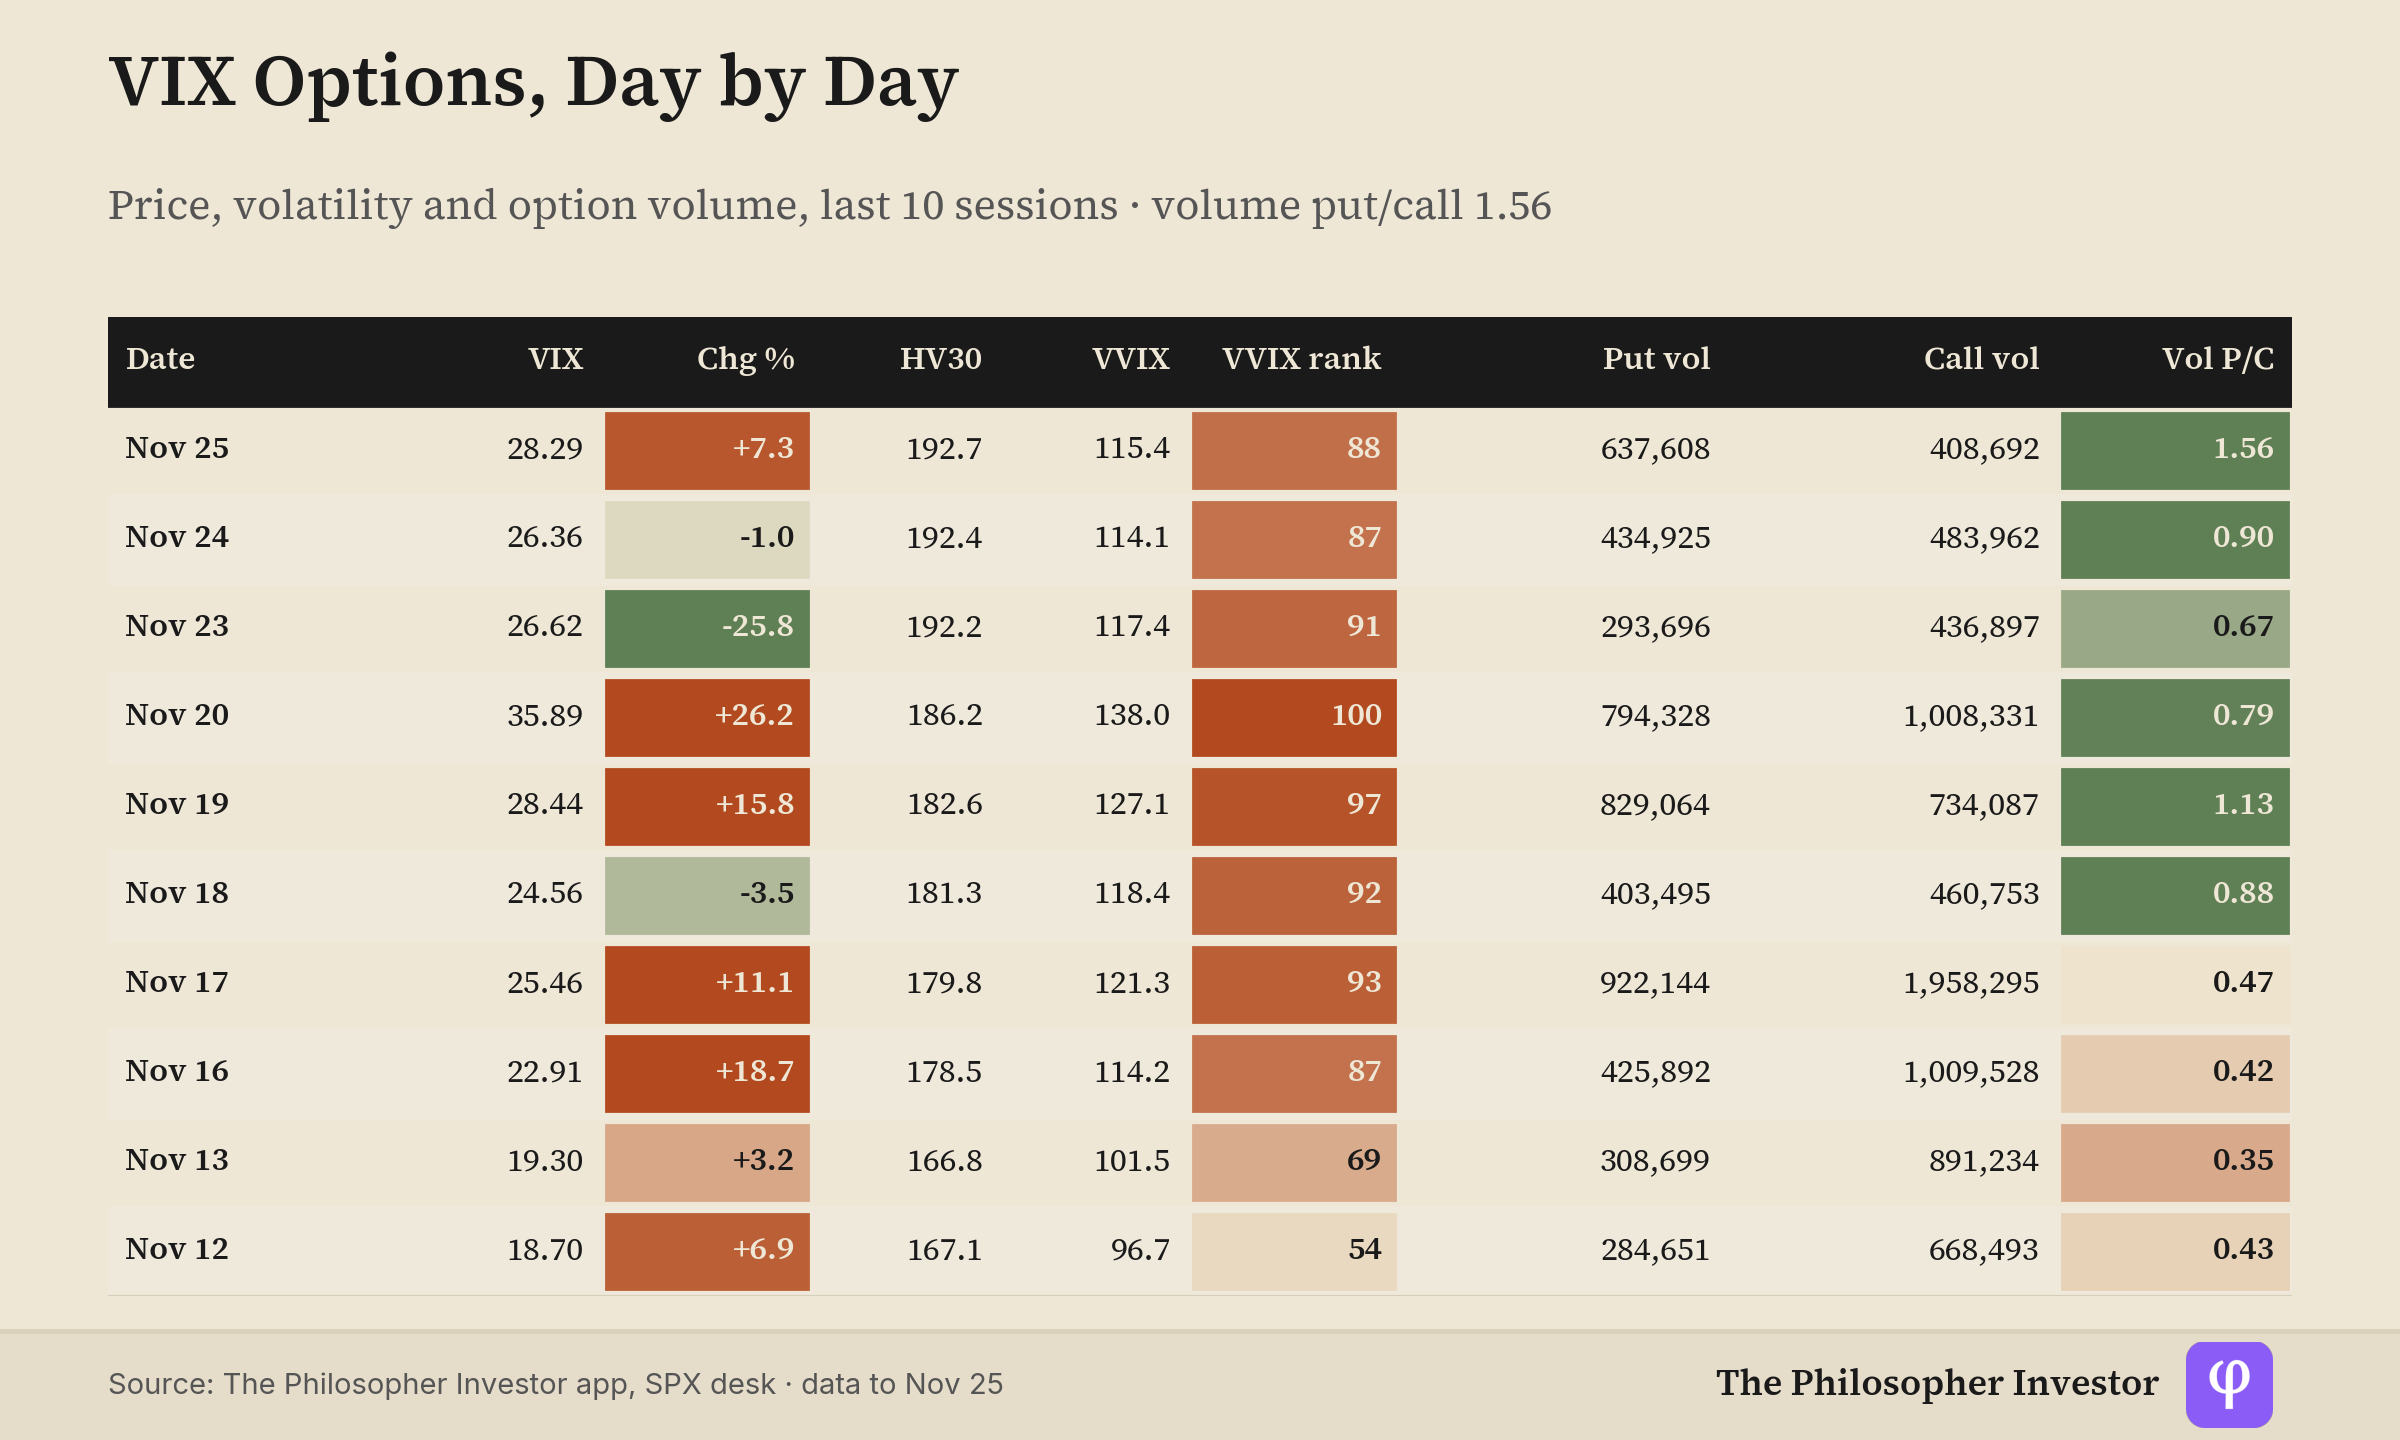 VIX Options, Day by Day
Price, volatility and option volume, last 10 sessions · volume put/call 1.56
Date VIX Chg % HV30 VVIX VVIX rank Put vol Call vol Vol P/C
Nov 25 28.29 +7.3 192.7 115.4 88 637,608 408,692 1.56
Nov 24 26.36 -1.0 192.4 114.1 87 434,925 483,962 0.90
Nov 23 26.62 -25.8 192.2 117.4 91 293,696 436,897 0.67
Nov 20 35.89 +26.2 186.2 138.0 100 794,328 1,008,331 0.79
Nov 19 28.44 +15.8 182.6 127.1 97 829,064 734,087 1.13
Nov 18 24.56 -3.5 181.3 118.4 92 403,495 460,753 0.88
Nov 17 25.46 +11.1 179.8 121.3 93 922,144 1,958,295 0.47
Nov 16 22.91 +18.7 178.5 114.2 87 425,892 1,009,528 0.42
Nov 13 19.30 +3.2 166.8 101.5 69 308,699 891,234 0.35
Nov 12 18.70 +6.9 167.1 96.7 54 284,651 668,493 0.43
Source: The Philosopher Investor app, SPX desk · data to Nov 25
The Philosopher Investor φ